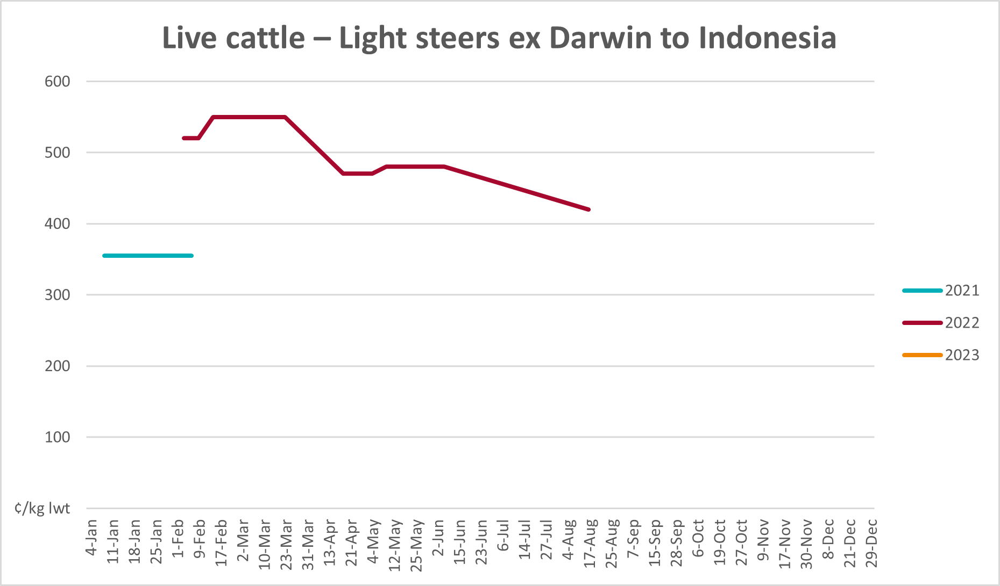 Live cattle – Light steers ex Darwin to Indonesia
600
500
400
300
200
100
¢/kg lwt
4-Jan
11-Jan
18-Jan
25-Jan
1-Feb
9-Feb
17-Feb
2-Mar
10-Mar
23-Mar
31-Mar
13-Apr
21-Apr
4-May
12-May
25-May
2-Jun
15-Jun
23-Jun
6-Jul
14-Jul
27-Jul
4-Aug
17-Aug
25-Aug
7-Sep
15-Sep
28-Sep
6-Oct
19-Oct
27-Oct
9-Nov
17-Nov
30-Nov
8-Dec
21-Dec
29-Dec
2021
2022
2023